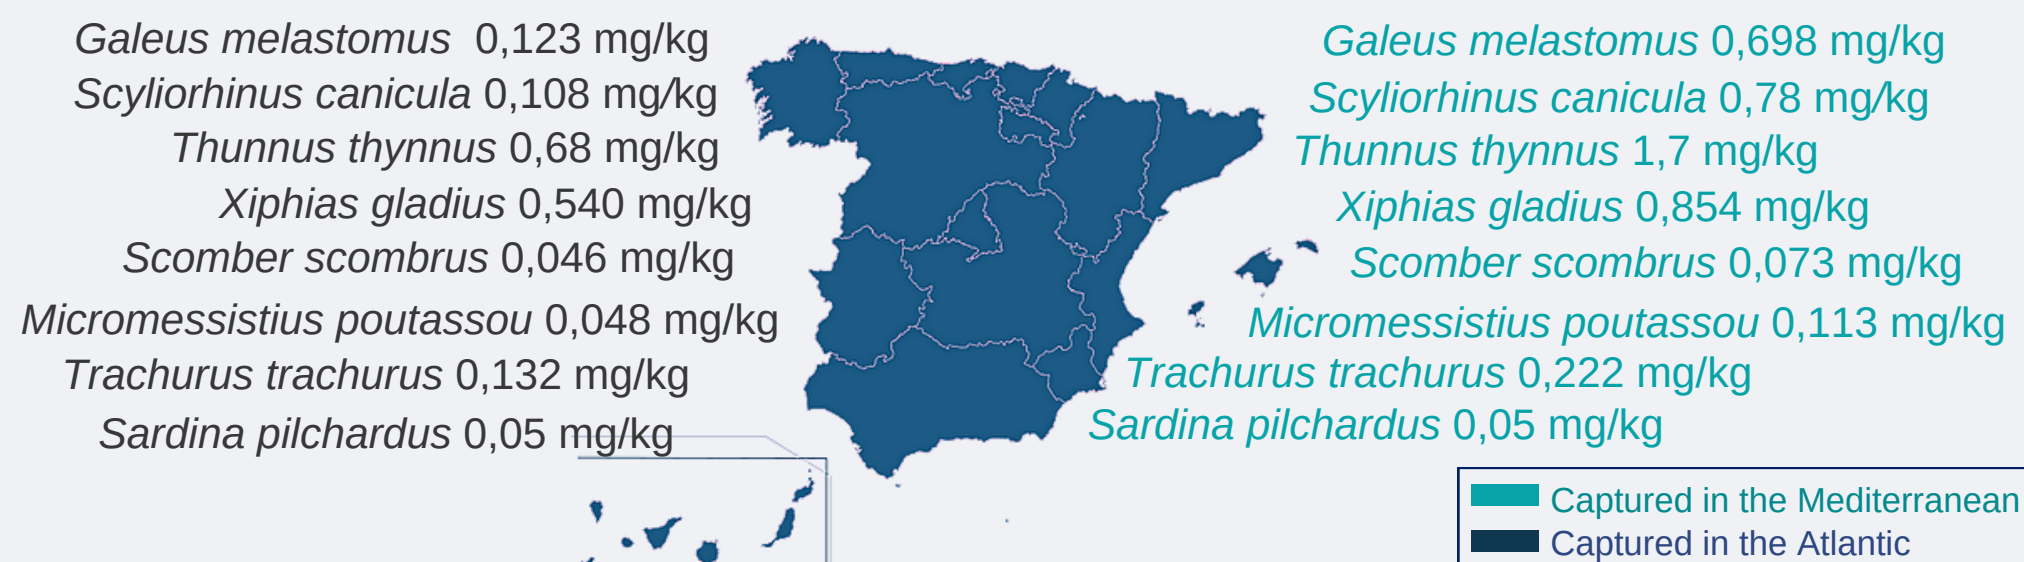 Galeus melastomus 0,123 mg/kg
Scyliorhinus canicula 0,108 mg/kg
Thunnus thynnus 0,68 mg/kg
Xiphias gladius 0,540 mg/kg
Scomber scombrus 0,046 mg/kg
Micromessistius poutassou 0,048 mg/kg
Trachurus trachurus 0,132 mg/kg
Sardina pilchardus 0,05 mg/kg
Galeus melastomus 0,698 mg/kg
Scyliorhinus canicula 0,78 mg/kg
Thunnus thynnus 1,7 mg/kg
Xiphias gladius 0,854 mg/kg
Scomber scombrus 0,073 mg/kg
Micromessistius poutassou 0,113 mg/kg
Trachurus trachurus 0,222 mg/kg
Sardina pilchardus 0,05 mg/kg
Captured in the Mediterranean
Captured in the Atlantic